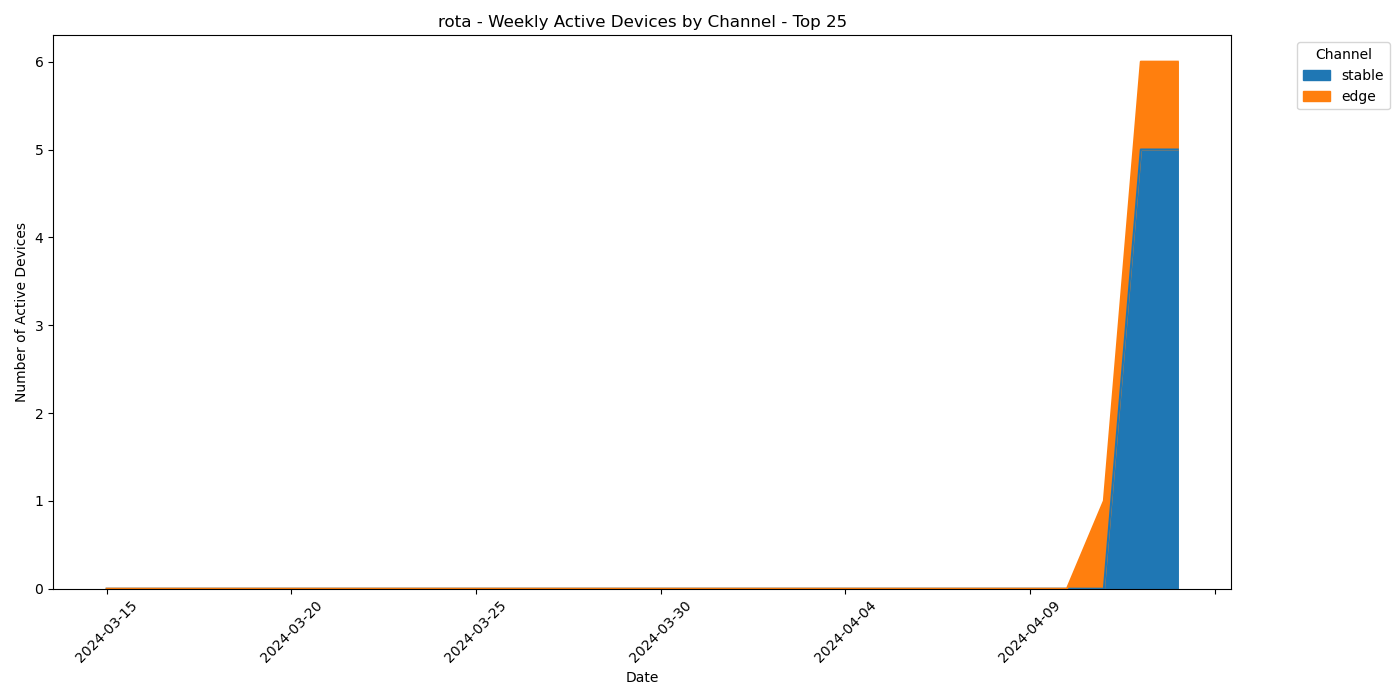 rota - Weekly Active Devices by Channel - Top 25
Channel
stable
edge
Number of Active Devices
6
5
4
3
2
1
0
2024-03-15
2024-03-20
2024-03-25
2024-03-30
2024-04-04
2024-04-09
Date